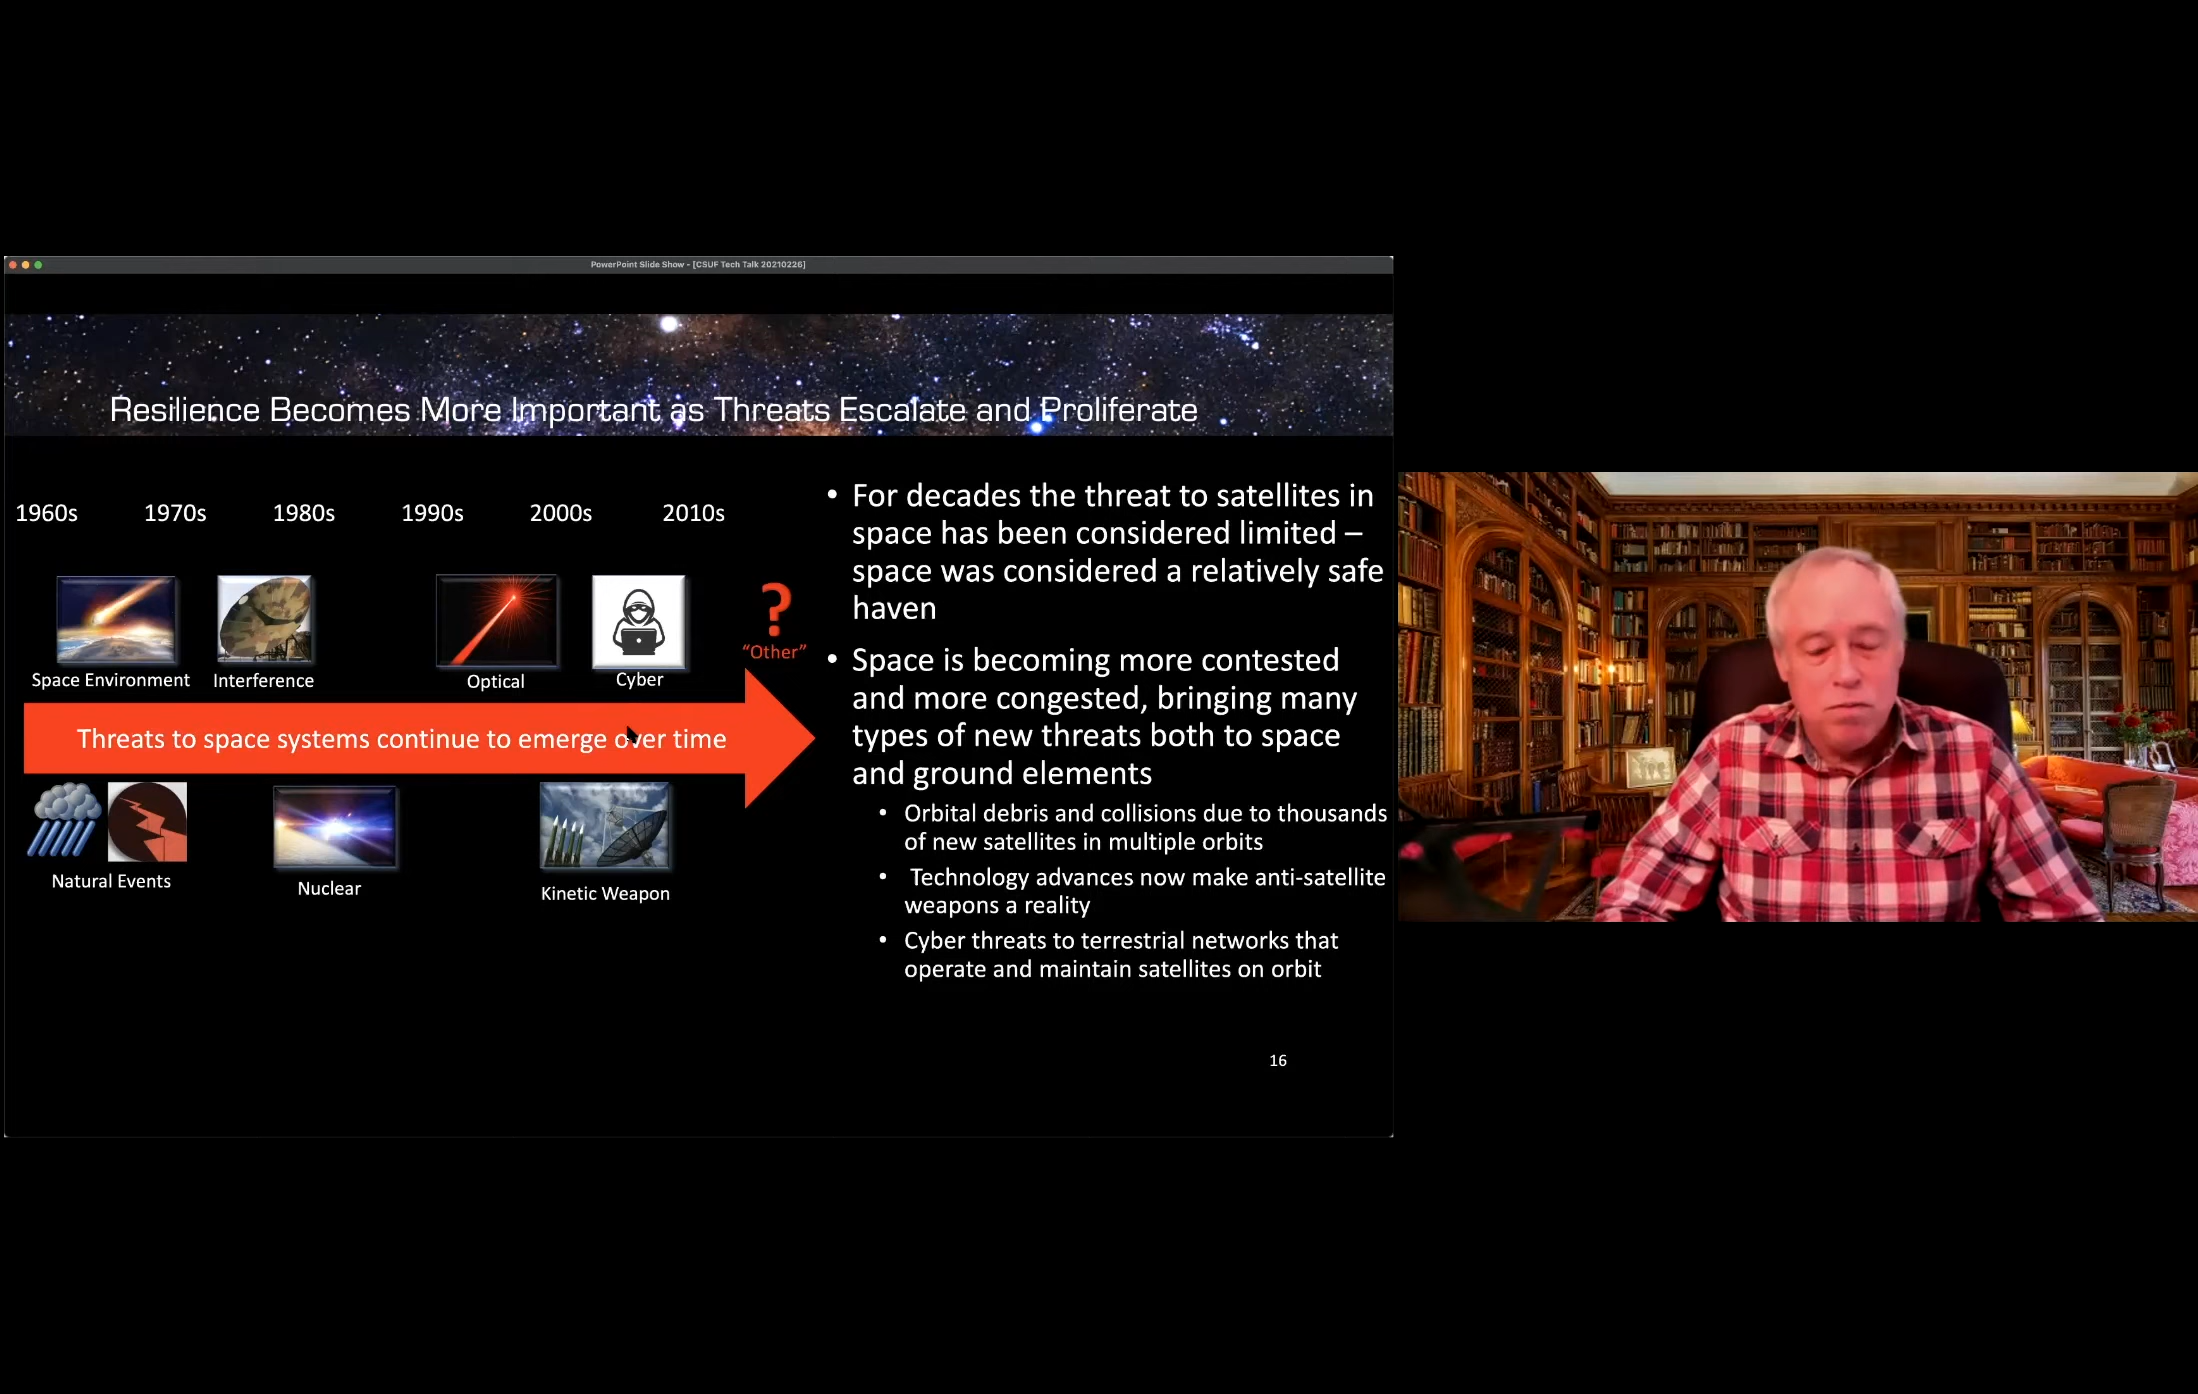 PowerPoint Slide Show - [CSUF Tech Talk 20210226]
Resilience Becomes More Important as Threats Escalate and Proliferate
1960s 1970s 1980s 1990s 2000s 2010s
?
"Other"
Space Environment Interference Optical Cyber
Threats to space systems continue to emerge over time
Natural Events Nuclear Kinetic Weapon
• For decades the threat to satellites in
space has been considered limited –
space was considered a relatively safe
haven
• Space is becoming more contested
and more congested, bringing many
types of new threats both to space
and ground elements
• Orbital debris and collisions due to thousands
of new satellites in multiple orbits
• Technology advances now make anti-satellite
weapons a reality
• Cyber threats to terrestrial networks that
operate and maintain satellites on orbit
16